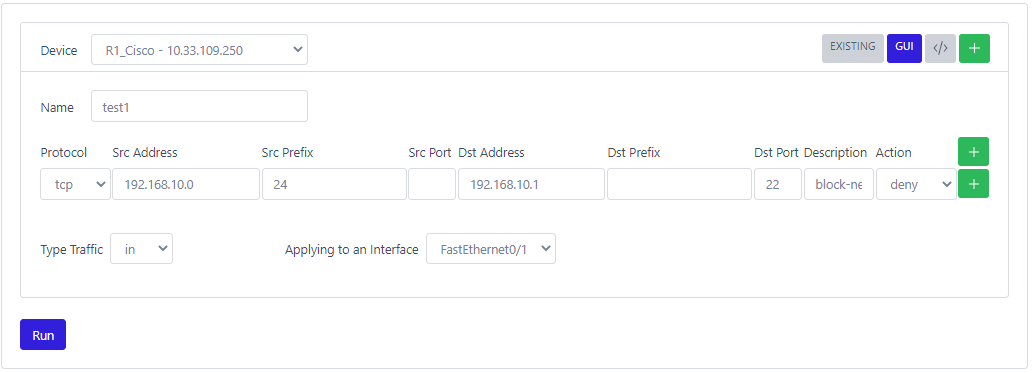 Device R1_Cisco - 10.33.109.250 EXISTING GUI </> +
Name test1
Protocol Src Address Src Prefix Src Port Dst Address Dst Prefix Dst Port Description Action +
tcp 192.168.10.0 24 192.168.10.1 22 block-ne deny +
Type Traffic in Applying to an Interface FastEthernet0/1
Run